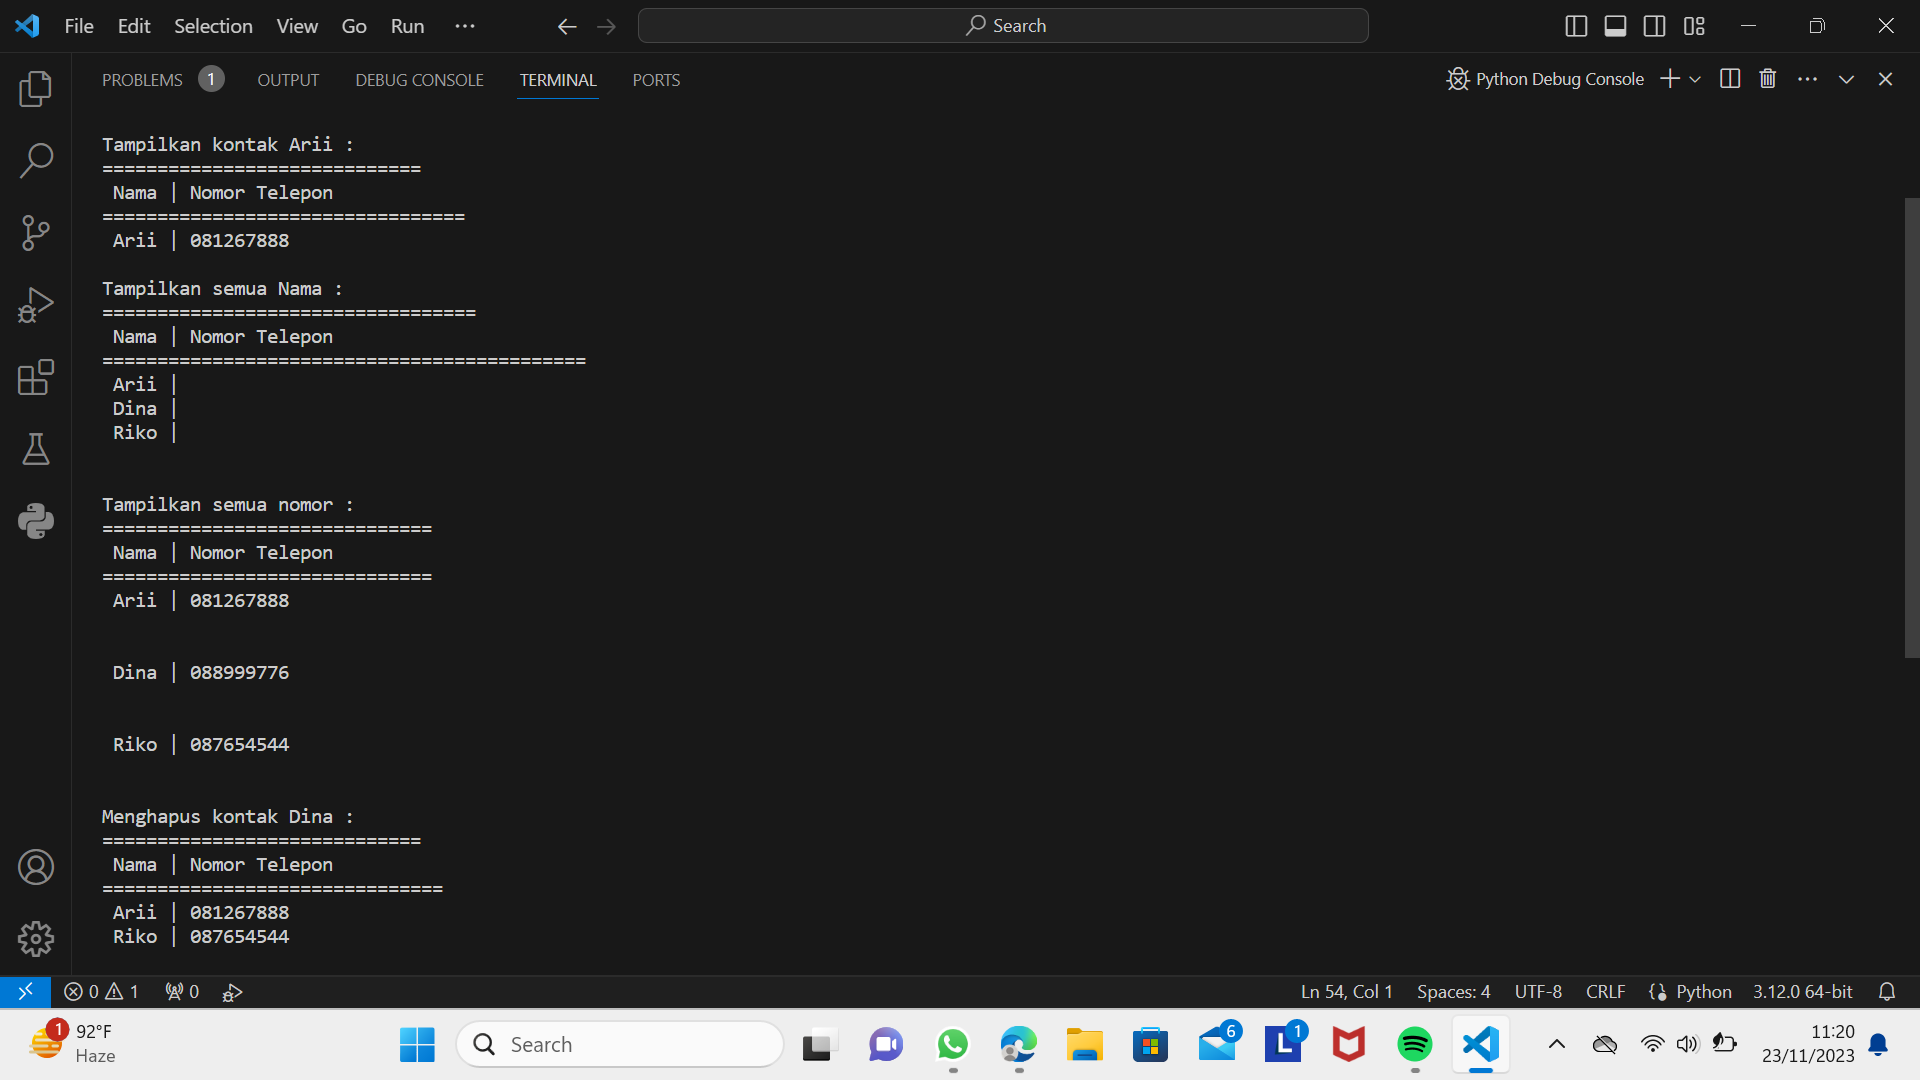 File Edit Selection View Go Run ··· Search
PROBLEMS 1 OUTPUT DEBUG CONSOLE TERMINAL PORTS Python Debug Console
Tampilkan kontak Arii :
=============================
Nama | Nomor Telepon
=================================
Arii | 081267888
Tampilkan semua Nama :
==================================
Nama | Nomor Telepon
============================================
Arii |
Dina |
Riko |
Tampilkan semua nomor :
==============================
Nama | Nomor Telepon
==============================
Arii | 081267888
Dina | 088999776
Riko | 087654544
Menghapus kontak Dina :
=============================
Nama | Nomor Telepon
===============================
Arii | 081267888
Riko | 087654544
0 1 0 Ln 54, Col 1 Spaces: 4 UTF-8 CRLF Python 3.12.0 64-bit
1 92°F Search 6 L 1 11:20
Haze 23/11/2023